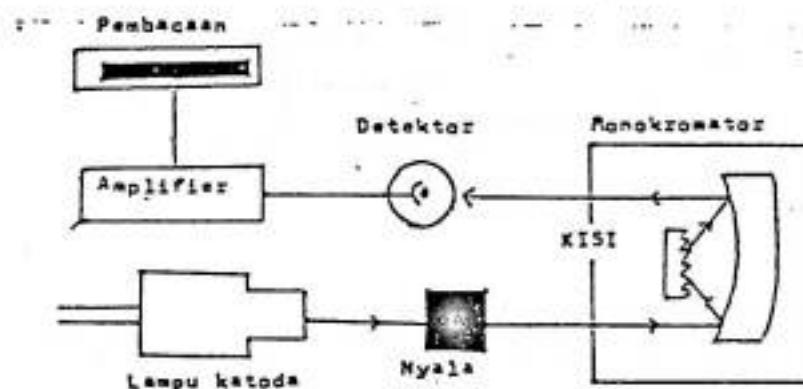 Pembacaan
Detektor
Monokromator
Amplifier
KISI
Lampu katoda
Nyala